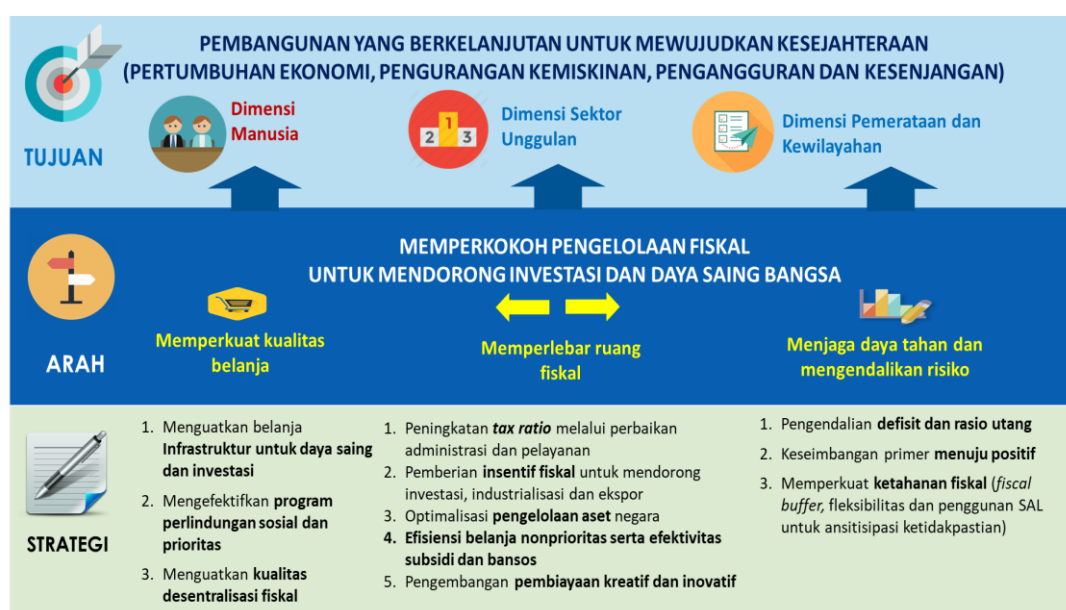 PEMBANGUNAN YANG BERKELANJUTAN UNTUK MEWUJUDKAN KESEJAHTERAAN
(PERTUMBUHAN EKONOMI, PENGURANGAN KEMISKINAN, PENGANGGURAN DAN KESENJANGAN)
TUJUAN
Dimensi
Manusia
1
2 3
Dimensi Sektor
Unggulan
Dimensi Pemerataan dan
Kewilayahan
MEMPERKOKOH PENGELOLAAN FISKAL
UNTUK MENDORONG INVESTASI DAN DAYA SAING BANGSA
ARAH
Memperkuat kualitas
belanja
Memperlebar ruang
fiskal
Menjaga daya tahan dan
mengendalikan risiko
STRATEGI
1. Menguatkan belanja
Infrastruktur untuk daya saing
dan investasi
2. Mengefektifkan program
perlindungan sosial dan
prioritas
3. Menguatkan kualitas
desentralisasi fiskal
1. Peningkatan tax ratio melalui perbaikan
administrasi dan pelayanan
2. Pemberian insentif fiskal untuk mendorong
investasi, industrialisasi dan ekspor
3. Optimalisasi pengelolaan aset negara
4. Efisiensi belanja nonprioritas serta efektivitas
subsidi dan bansos
5. Pengembangan pembiayaan kreatif dan inovatif
1. Pengendalian defisit dan rasio utang
2. Keseimbangan primer menuju positif
3. Memperkuat ketahanan fiskal (fiscal
buffer, fleksibilitas dan penggunan SAL
untuk ansitisipasi ketidakpastian)